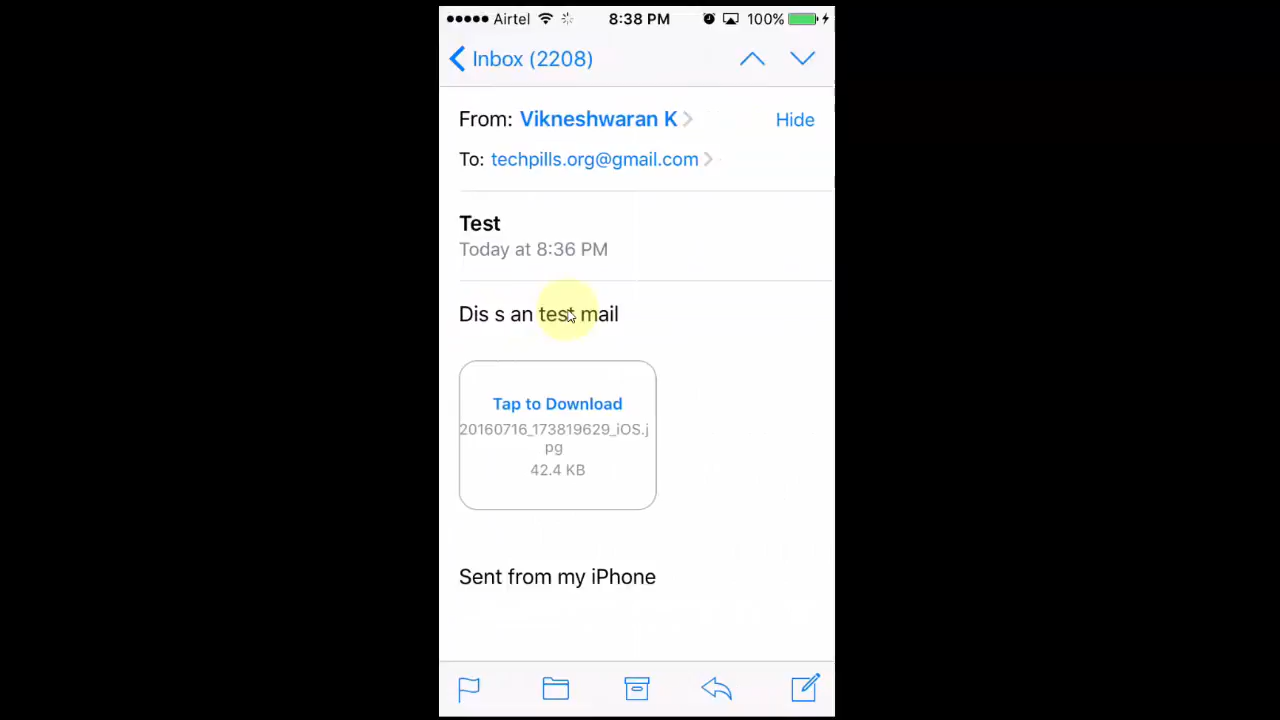 Airtel 8:38 PM 100%
Inbox (2208)
From: Vikneshwaran K Hide
To: techpills.org@gmail.com
Test
Today at 8:36 PM
Dis s an test mail
Tap to Download
20160716_173819629_iOS.j
pg
42.4 KB
Sent from my iPhone